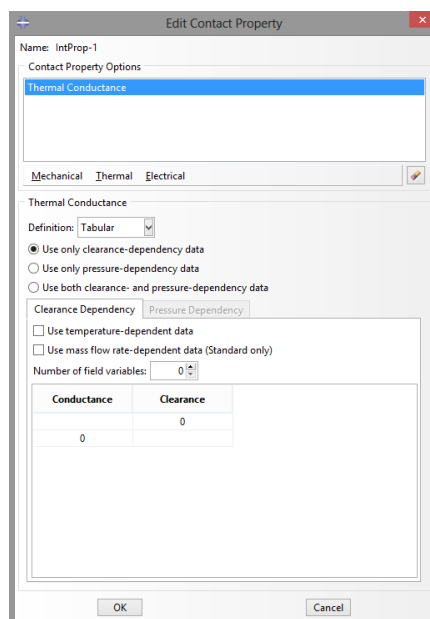 Edit Contact Property
Name: IntProp-1
Contact Property Options
Thermal Conductance
Mechanical Thermal Electrical
Thermal Conductance
Definition: Tabular
Use only clearance-dependency data
Use only pressure-dependency data
Use both clearance- and pressure-dependency data
Clearance Dependency Pressure Dependency
Use temperature-dependent data
Use mass flow rate-dependent data (Standard only)
Number of field variables: 0
Conductance Clearance
0
0
OK Cancel